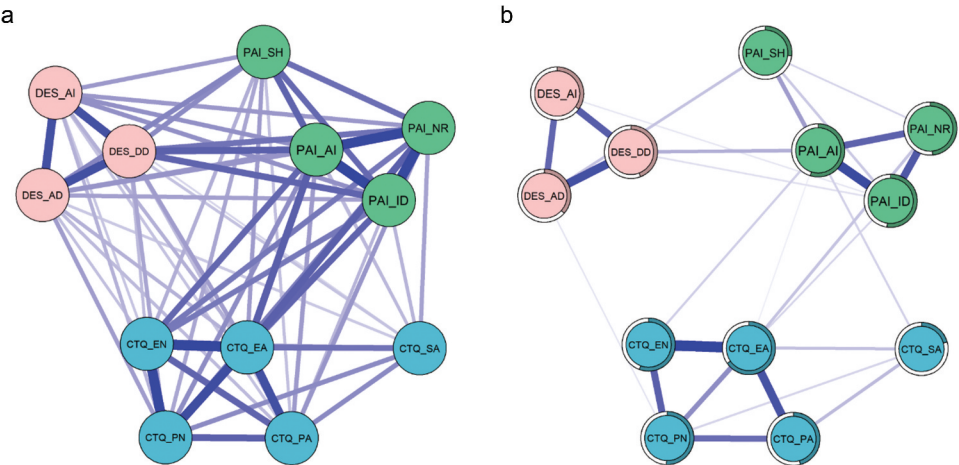 a
PAI_SH
DES_AI
PAI_NR
DES_DD
PAI_AI
DES_AD
PAI_ID
CTQ_EN
CTQ_EA
CTQ_SA
CTQ_PN
CTQ_PA
b
PAI_SH
DES_AI
PAI_NR
DES_DD
PAI_AI
DES_AD
PAI_ID
CTQ_EN
CTQ_EA
CTQ_SA
CTQ_PN
CTQ_PA